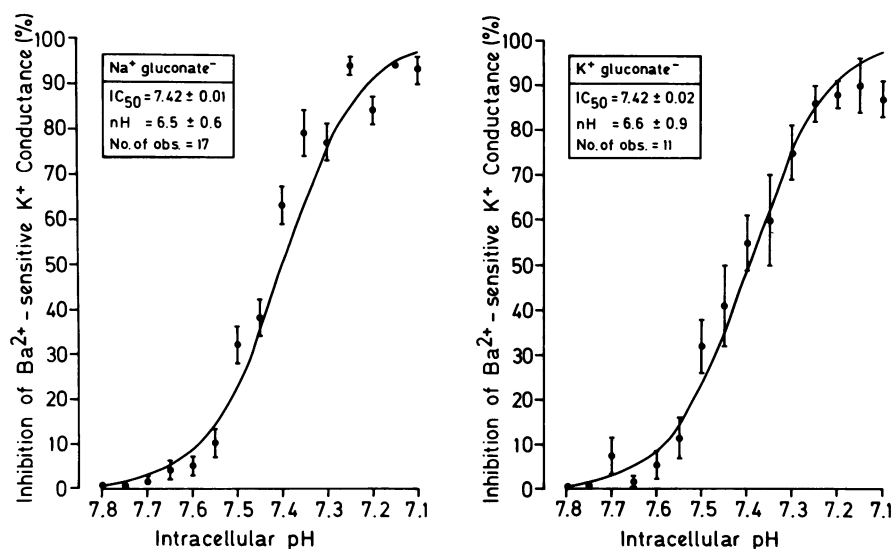 Inhibition of Ba2+-sensitive K+ Conductance (%)
100
90
80
70
60
50
40
30
20
10
0
Na+ gluconate-
IC50 = 7.42 ± 0.01
nH = 6.5 ± 0.6
No. of obs. = 17
7.8 7.7 7.6 7.5 7.4 7.3 7.2 7.1
Intracellular pH
Inhibition of Ba2+-sensitive K+ Conductance (%)
100
90
80
70
60
50
40
30
20
10
0
K+ gluconate-
IC50 = 7.42 ± 0.02
nH = 6.6 ± 0.9
No. of obs. = 11
7.8 7.7 7.6 7.5 7.4 7.3 7.2 7.1
Intracellular pH